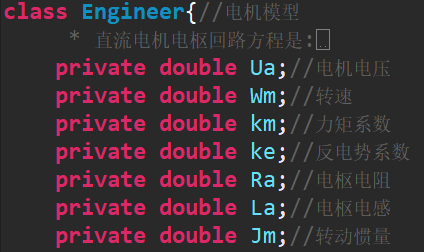 class Engineer{//电机模型
* 直流电机电枢回路方程是:..
private double Ua;//电机电压
private double Wm;//转速
private double km;//力矩系数
private double ke;//反电势系数
private double Ra;//电枢电阻
private double La;//电枢电感
private double Jm;//转动惯量